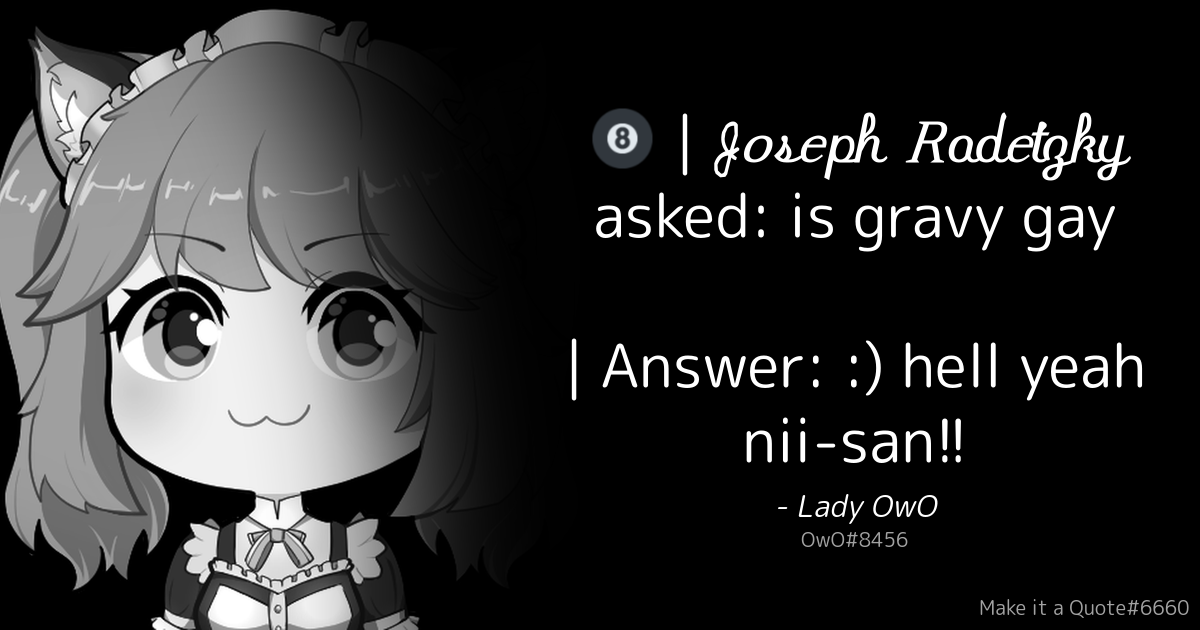 8 | Joseph Radetzky
asked: is gravy gay
| Answer: :) hell yeah
nii-san!!
- Lady OwO
OwO#8456
Make it a Quote#6660